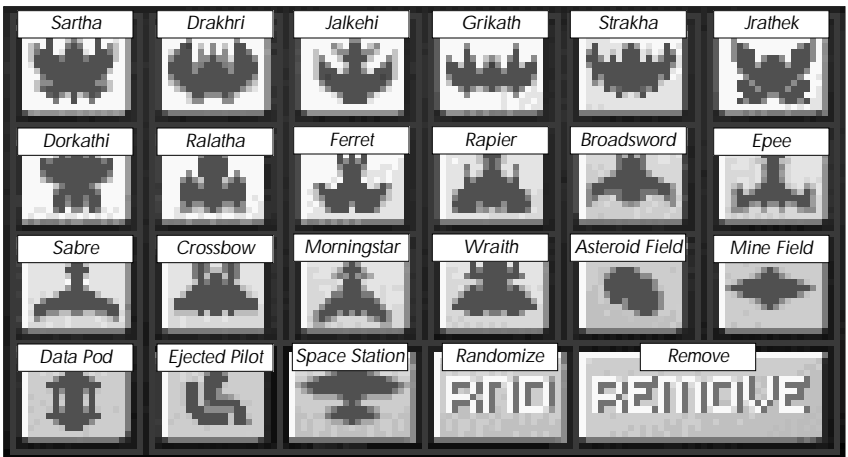 Sartha
Drakhri
Jalkehi
Grikath
Strakha
Jrathek
Dorkathi
Ralatha
Ferret
Rapier
Broadsword
Epee
Sabre
Crossbow
Morningstar
Wraith
Asteroid Field
Mine Field
Data Pod
Ejected Pilot
Space Station
Randomize
Remove
RND
REMOVE